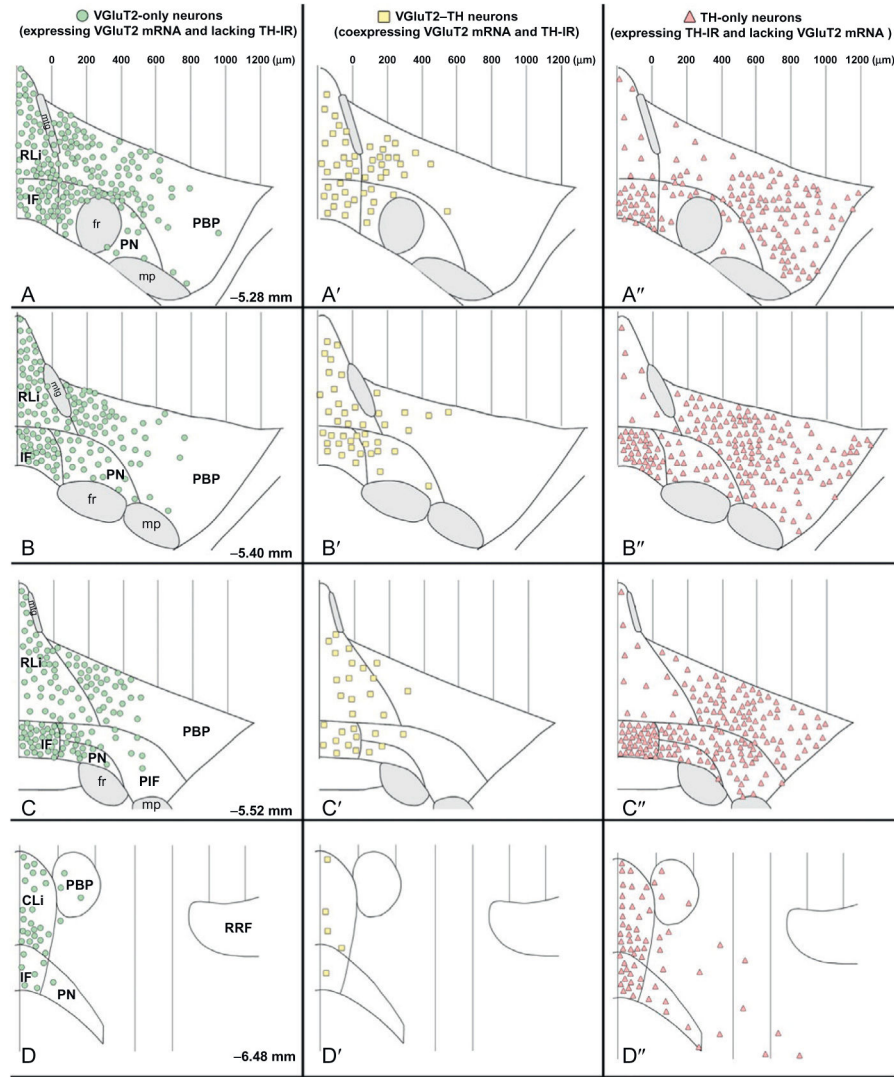 VGluT2-only neurons
(expressing VGluT2 mRNA and lacking TH-IR)
VGluT2–TH neurons
(coexpressing VGluT2 mRNA and TH-IR)
TH-only neurons
(expressing TH-IR and lacking VGluT2 mRNA )
0 200 400 600 800 1000 1200 (μm)
0 200 400 600 800 1000 1200 (μm)
0 200 400 600 800 1000 1200 (μm)
mtg
RLi
IF
fr
PN
PBP
mp
A
–5.28 mm
A′
A″
RLi
mtg
IF
PN
PBP
fr
mp
B
–5.40 mm
B′
B″
mtg
RLi
PBP
IF
PN
fr
PIF
mp
C
–5.52 mm
C′
C″
PBP
CLi
RRF
IF
PN
D
–6.48 mm
D′
D″